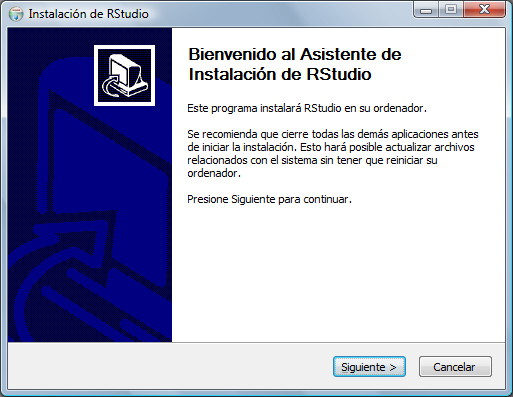 Instalación de RStudio
Bienvenido al Asistente de
Instalación de RStudio
Este programa instalará RStudio en su ordenador.
Se recomienda que cierre todas las demás aplicaciones antes
de iniciar la instalación. Esto hará posible actualizar archivos
relacionados con el sistema sin tener que reiniciar su
ordenador.
Presione Siguiente para continuar.
Siguiente >
Cancelar